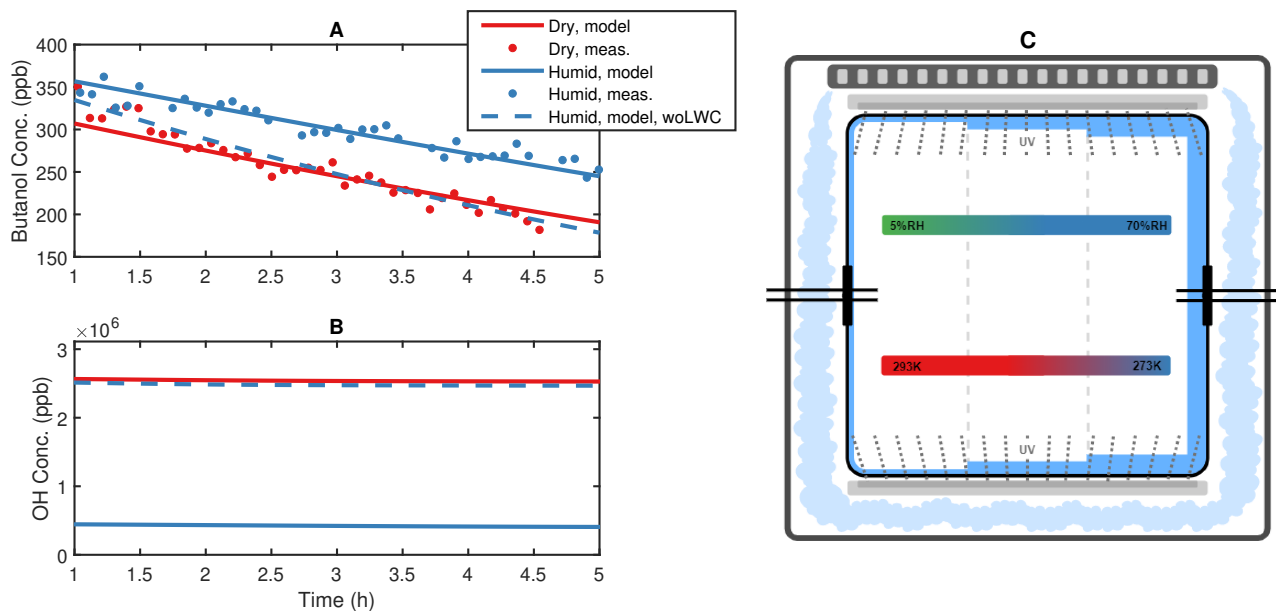 A
Dry, model
Dry, meas.
Humid, model
Humid, meas.
Humid, model, woLWC
Butanol Conc. (ppb)
400
350
300
250
200
150
1 1.5 2 2.5 3 3.5 4 4.5 5
B
×10^6
OH Conc. (ppb)
3
2
1
0
1 1.5 2 2.5 3 3.5 4 4.5 5
Time (h)
C
UV
5%RH 70%RH
293K 273K
UV